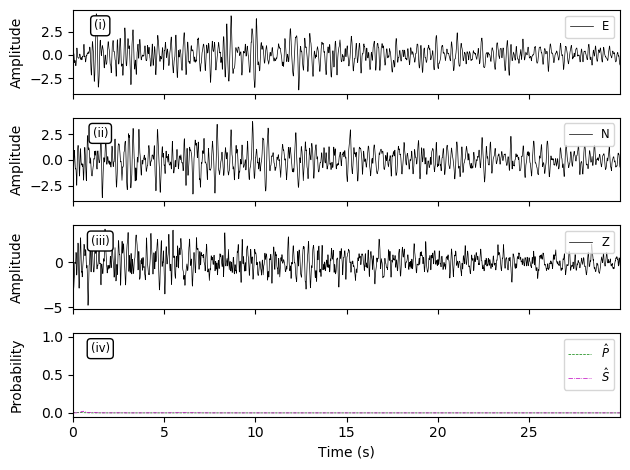 (i)
E
Amplitude
2.5
0.0
−2.5
(ii)
N
Amplitude
2.5
0.0
−2.5
(iii)
Z
Amplitude
0
−5
(iv)
P̂
Ŝ
Probability
1.0
0.5
0.0
0 5 10 15 20 25
Time (s)